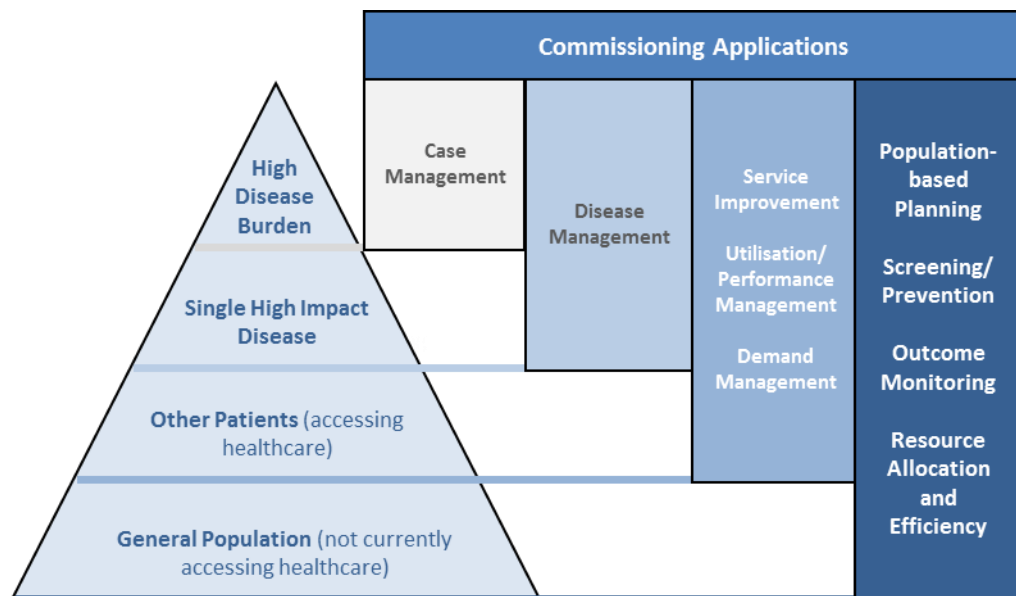 Commissioning Applications
High
Disease
Burden
Single High Impact
Disease
Other Patients (accessing
healthcare)
General Population (not currently
accessing healthcare)
Case
Management
Disease
Management
Service
Improvement
Utilisation/
Performance
Management
Demand
Management
Population-
based
Planning
Screening/
Prevention
Outcome
Monitoring
Resource
Allocation
and
Efficiency